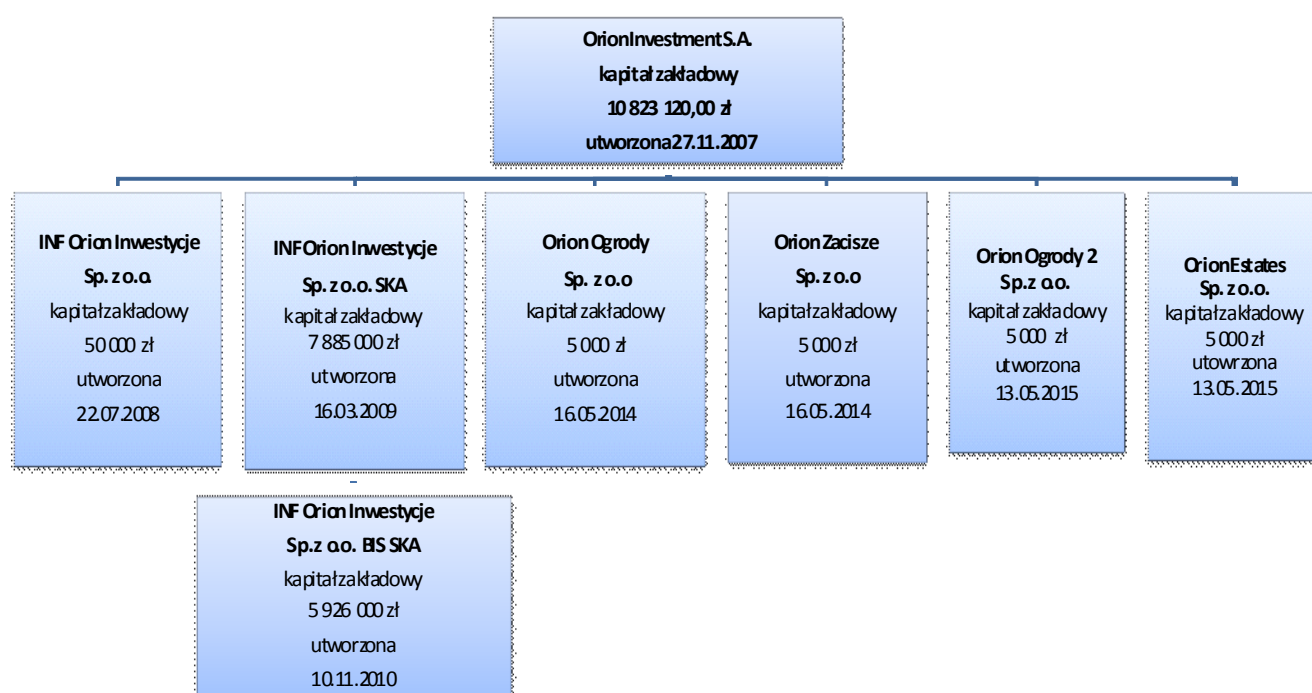 Orion Investment S.A.
kapitał zakładowy
10 823 120,00 zł
utworzona 27.11.2007
INF Orion Inwestycje
Sp. z o.o.
kapitał zakładowy
50 000 zł
utworzona
22.07.2008
INF Orion Inwestycje
Sp. z o.o. SKA
kapitał zakładowy
7 885 000 zł
utworzona
16.03.2009
Orion Ogrody
Sp. z o.o
kapitał zakładowy
5 000 zł
utworzona
16.05.2014
Orion Zacisze
Sp. z o.o
kapitał zakładowy
5 000 zł
utworzona
16.05.2014
Orion Ogrody 2
Sp. z o.o.
kapitał zakładowy
5 000 zł
utworzona
13.05.2015
Orion Estates
Sp. z o.o.
kapitał zakładowy
5 000 zł
utowrzona
13.05.2015
INF Orion Inwestycje
Sp. z o.o. BIS SKA
kapitał zakładowy
5 926 000 zł
utworzona
10.11.2010